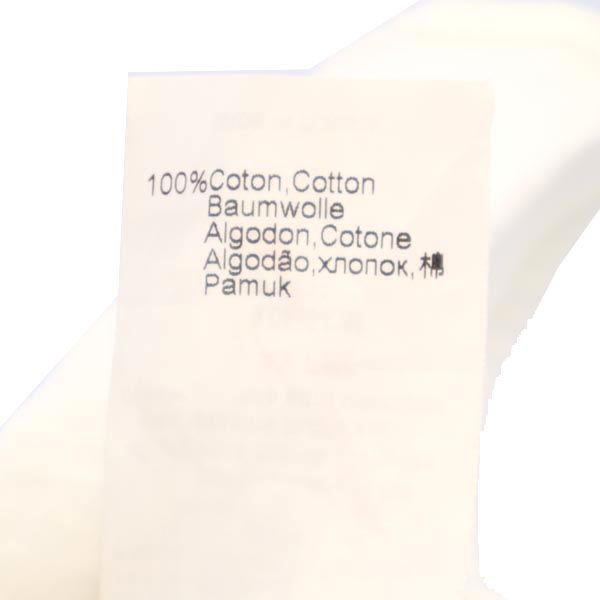 100%Coton,Cotton
Baumwolle
Algodon,Cotone
Algodão,хлопок,棉
Pamuk